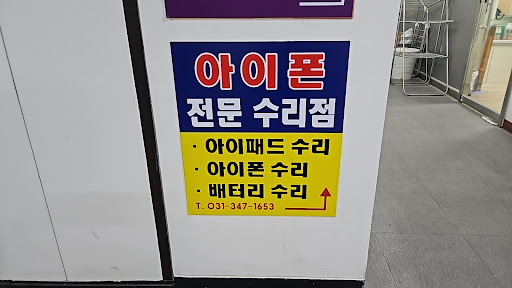 아이폰
전문 수리점
· 아이패드 수리
· 아이폰 수리
· 배터리 수리
T. 031-347-1653